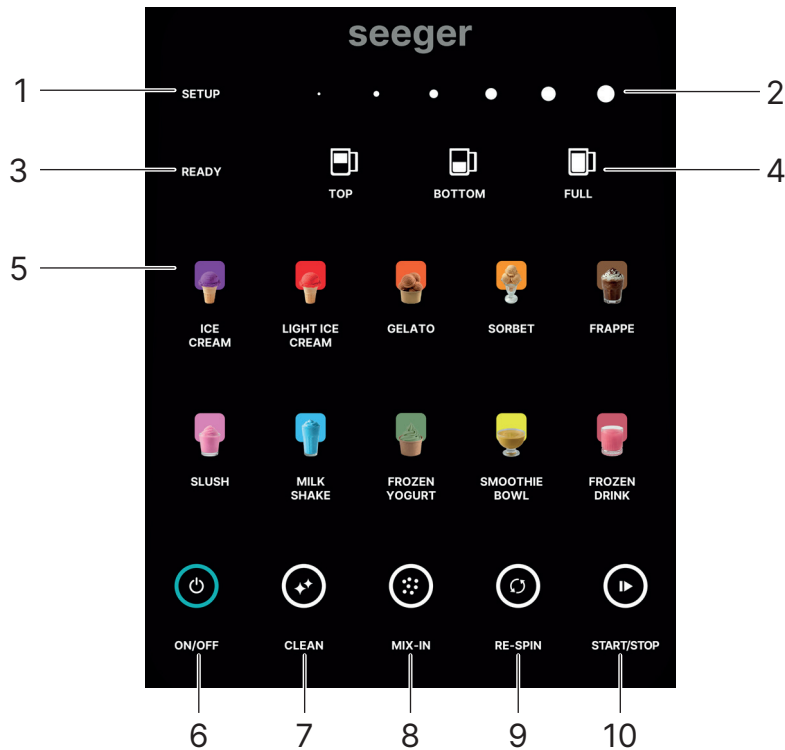 seeger
1 SETUP 2
3 READY 4
TOP BOTTOM FULL
5
ICE CREAM LIGHT ICE CREAM GELATO SORBET FRAPPE
SLUSH MILK SHAKE FROZEN YOGURT SMOOTHIE BOWL FROZEN DRINK
ON/OFF CLEAN MIX-IN RE-SPIN START/STOP
6 7 8 9 10